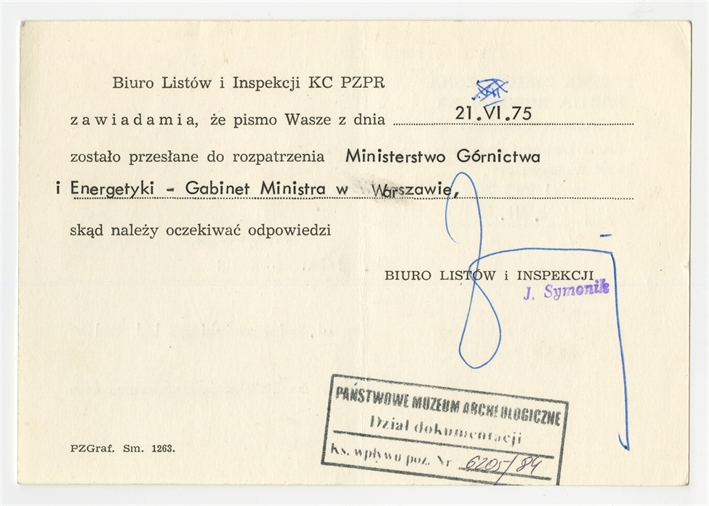 Biuro Listów i Inspekcji KC PZPR
zawiadamia, że pismo Wasze z dnia 21.VI.75
zostało przesłane do rozpatrzenia Ministerstwo Górnictwa
i Energetyki - Gabinet Ministra w Warszawie,
skąd należy oczekiwać odpowiedzi
BIURO LISTÓW i INSPEKCJI
J. Symonik
PAŃSTWOWE MUZEUM ARCHEOLOGICZNE
Dział dokumentacji
ks. wpływu poz. Nr 6205/84
PZGraf. Sm. 1263.